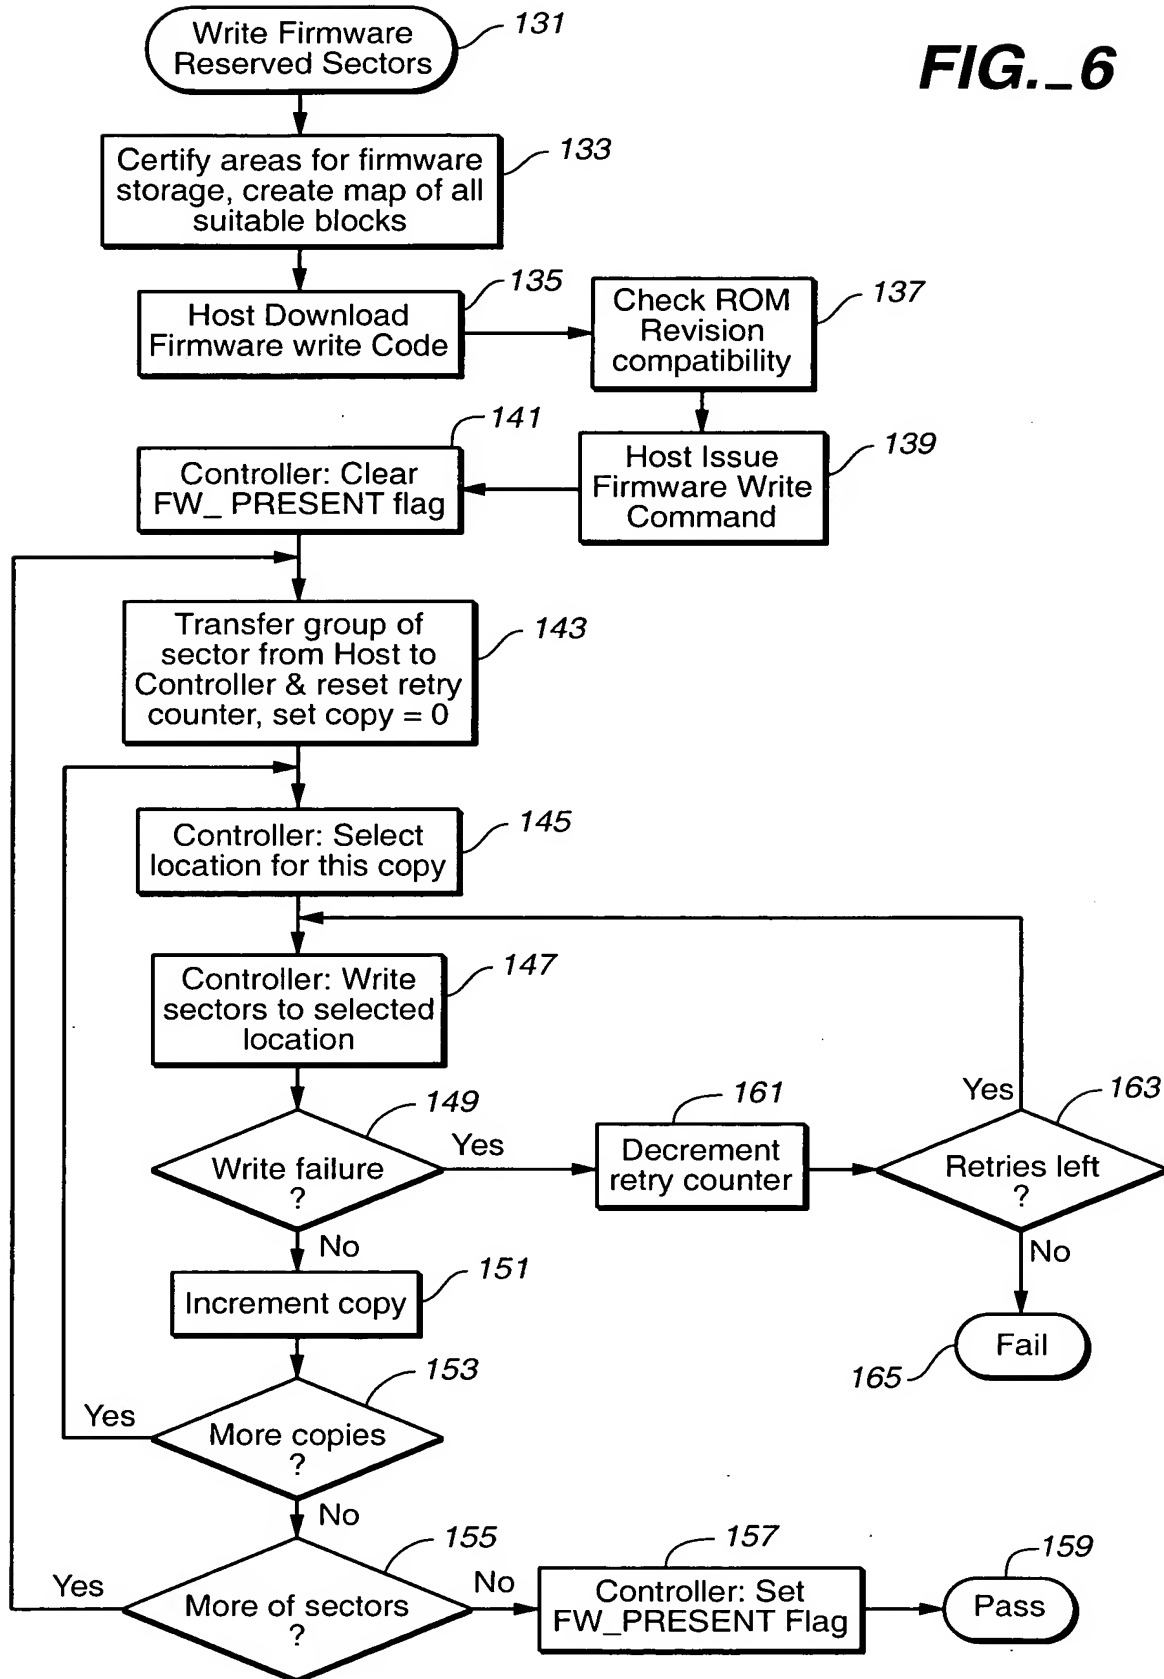 FIG._6
Write Firmware
Reserved Sectors
131
Certify areas for firmware
storage, create map of all
suitable blocks
133
Host Download
Firmware write Code
135
Check ROM
Revision
compatibility
137
Host Issue
Firmware Write
Command
139
Controller: Clear
FW_ PRESENT flag
141
Transfer group of
sector from Host to
Controller & reset retry
counter, set copy = 0
143
Controller: Select
location for this copy
145
Controller: Write
sectors to selected
location
147
Write failure
?
149
Yes
No
Decrement
retry counter
161
Retries left
?
163
Yes
No
Fail
165
Increment copy
151
More copies
?
153
Yes
No
More of sectors
?
155
Yes
No
Controller: Set
FW_PRESENT Flag
157
Pass
159